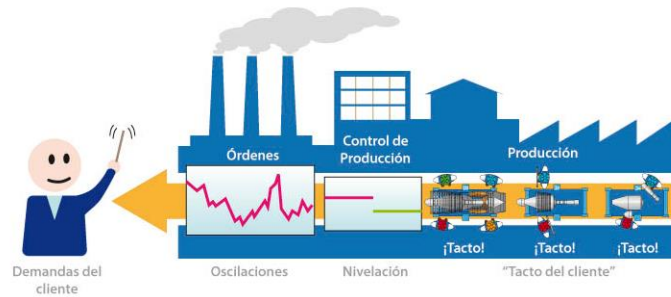 Órdenes
Control de
Producción
Producción
¡Tacto!
¡Tacto!
¡Tacto!
Demandas del
cliente
Oscilaciones
Nivelación
"Tacto del cliente"